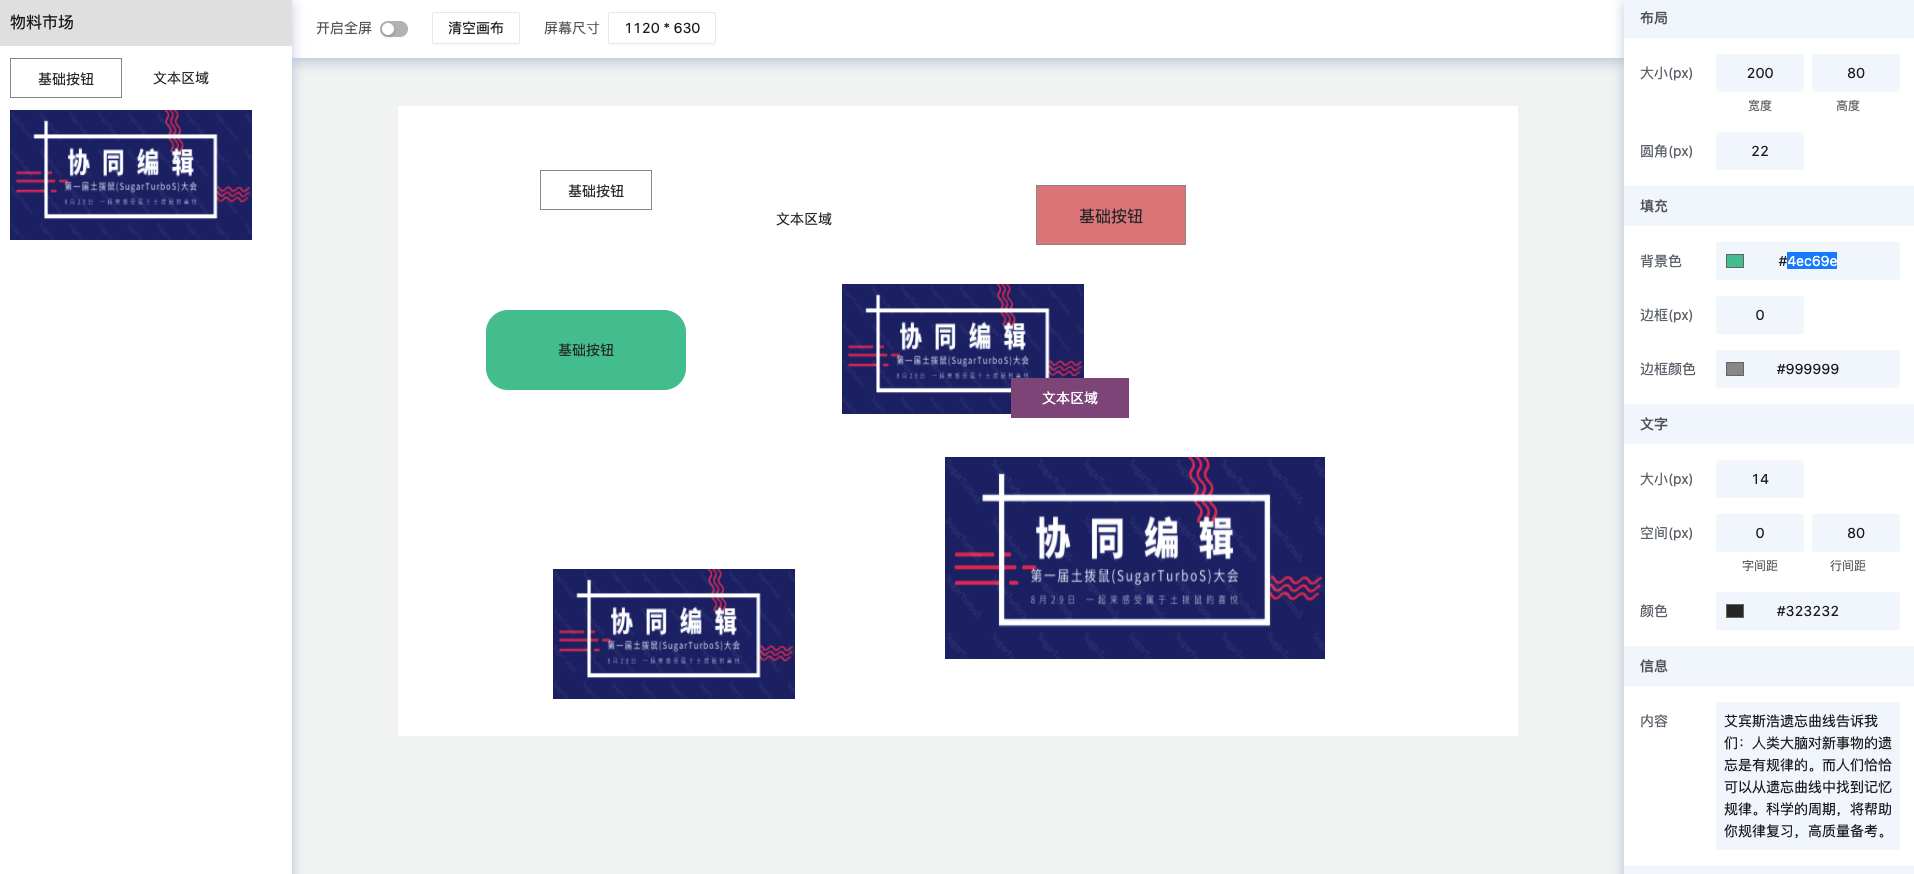 物料市场
开启全屏
清空画布
屏幕尺寸
1120 * 630
基础按钮
文本区域
协同编辑
第一届土拨鼠(SugarTurboS)大会
8月29日 一起来感受属于土拨鼠的喜悦
基础按钮
文本区域
基础按钮
基础按钮
协同编辑
第一届土拨鼠(SugarTurboS)大会
8月29日 一起来感受属于土拨鼠的喜悦
文本区域
协同编辑
第一届土拨鼠(SugarTurboS)大会
8月29日 一起来感受属于土拨鼠的喜悦
协同编辑
第一届土拨鼠(SugarTurboS)大会
8月29日 一起来感受属于土拨鼠的喜悦
布局
大小(px) 200 80
宽度 高度
圆角(px) 22
填充
背景色 #4ec69e
边框(px) 0
边框颜色 #999999
文字
大小(px) 14
空间(px) 0 80
字间距 行间距
颜色 #323232
信息
内容
艾宾斯浩遗忘曲线告诉我
们：人类大脑对新事物的遗
忘是有规律的。而人们恰恰
可以从遗忘曲线中找到记忆
规律。科学的周期，将帮助
你规律复习，高质量备考。